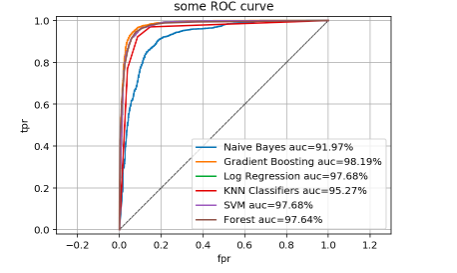 some ROC curve
tpr
1.0
0.8
0.6
0.4
0.2
0.0
Naive Bayes auc=91.97%
Gradient Boosting auc=98.19%
Log Regression auc=97.68%
KNN Classifiers auc=95.27%
SVM auc=97.68%
Forest auc=97.64%
−0.2 0.0 0.2 0.4 0.6 0.8 1.0 1.2
fpr